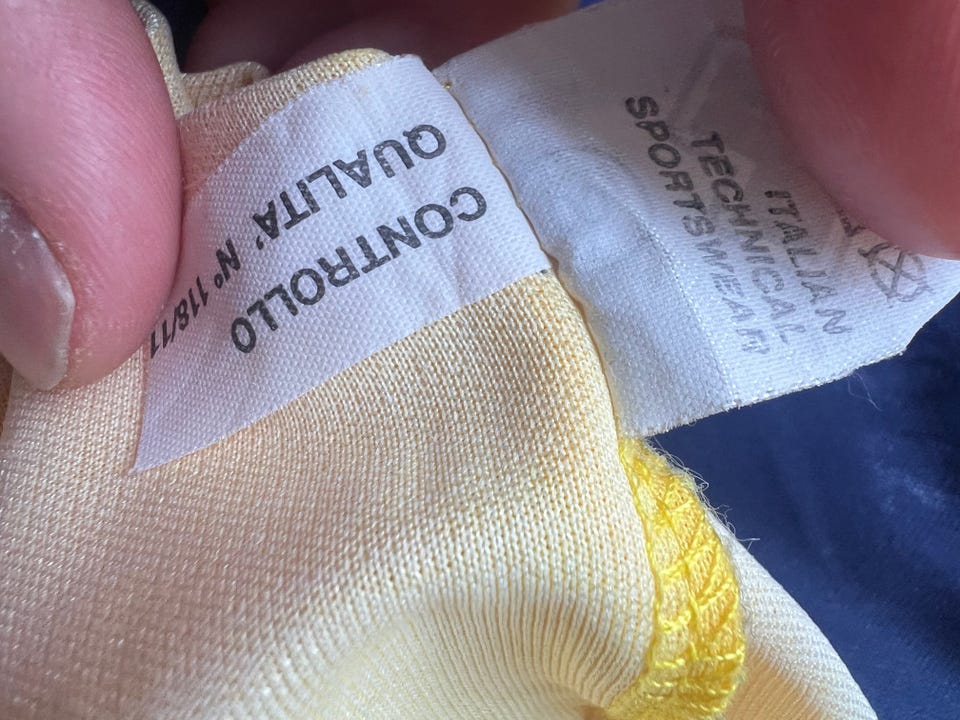 CONTROLLO
QUALITA' N° 118/11
ITALIAN
TECHNICAL
SPORTSWEAR